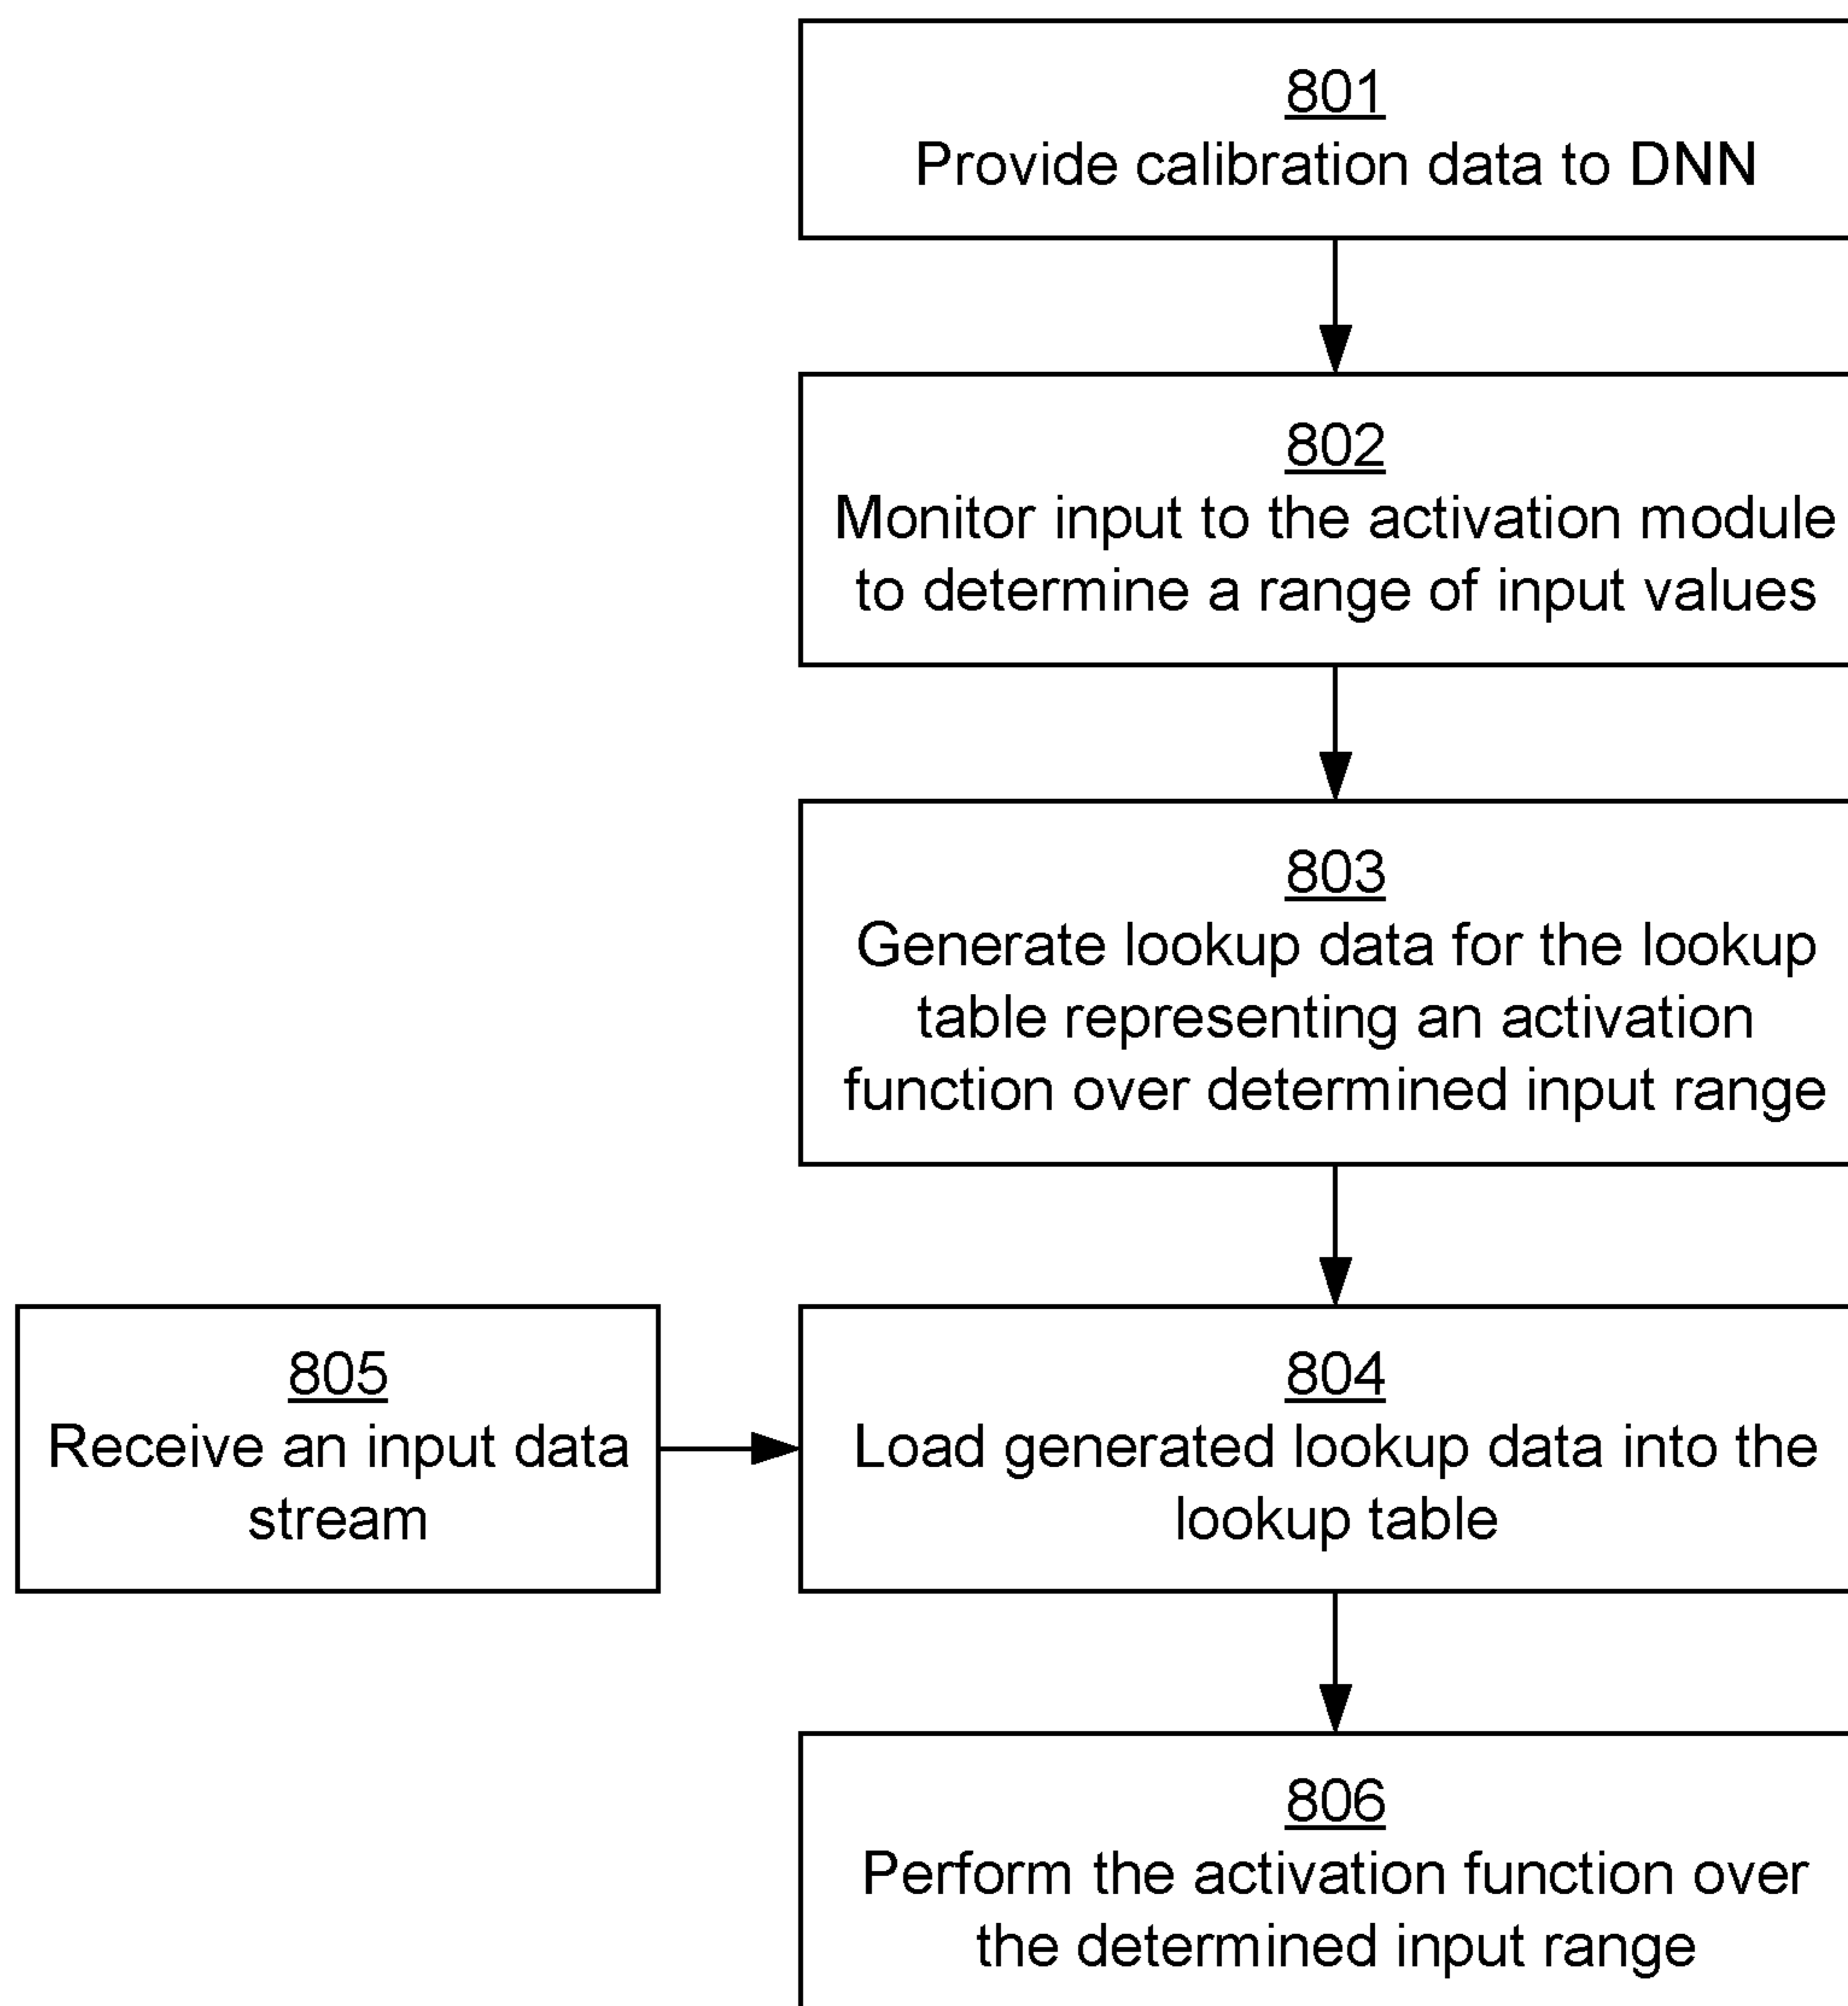 801
Provide calibration data to DNN
802
Monitor input to the activation module
to determine a range of input values
803
Generate lookup data for the lookup
table representing an activation
function over determined input range
805
Receive an input data
stream
804
Load generated lookup data into the
lookup table
806
Perform the activation function over
the determined input range